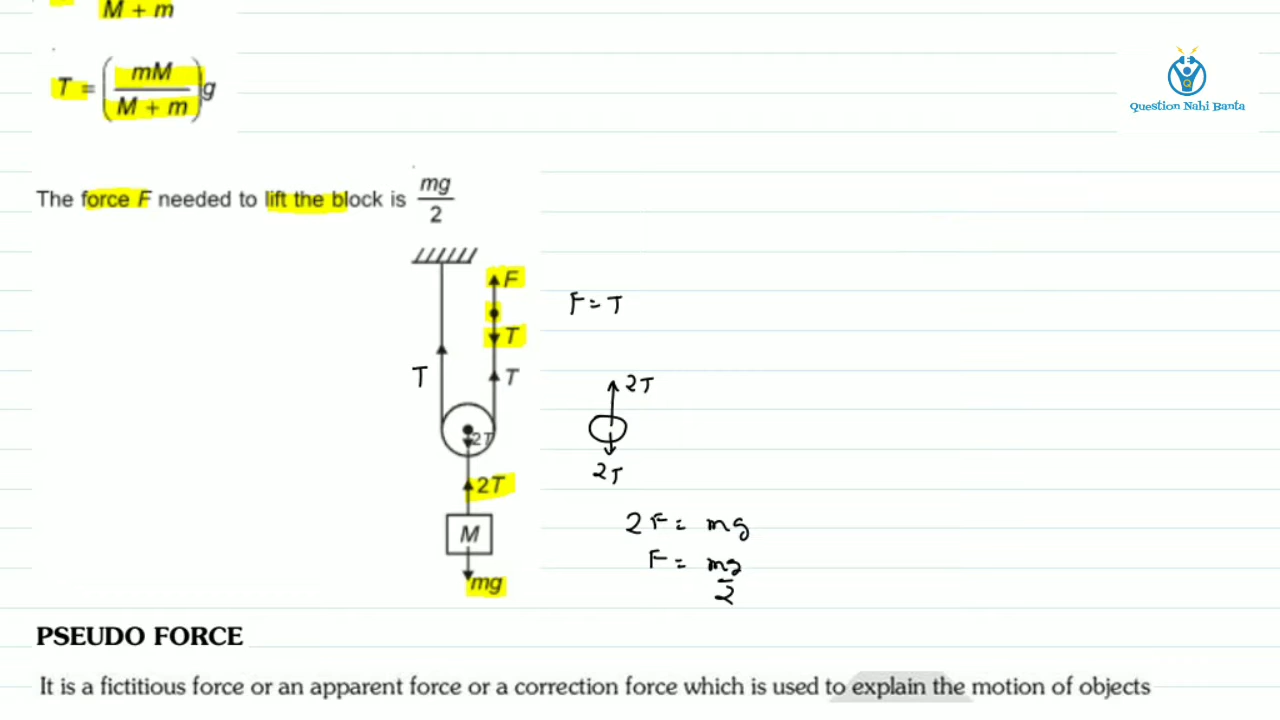 M + m
T = (mM / M + m) g
Question Nahi Banta
The force F needed to lift the block is mg / 2
F
F = T
T
T
T
2T
2T
2T
2T
M
2F = mg
F = mg / 2
mg
PSEUDO FORCE
It is a fictitious force or an apparent force or a correction force which is used to explain the motion of objects